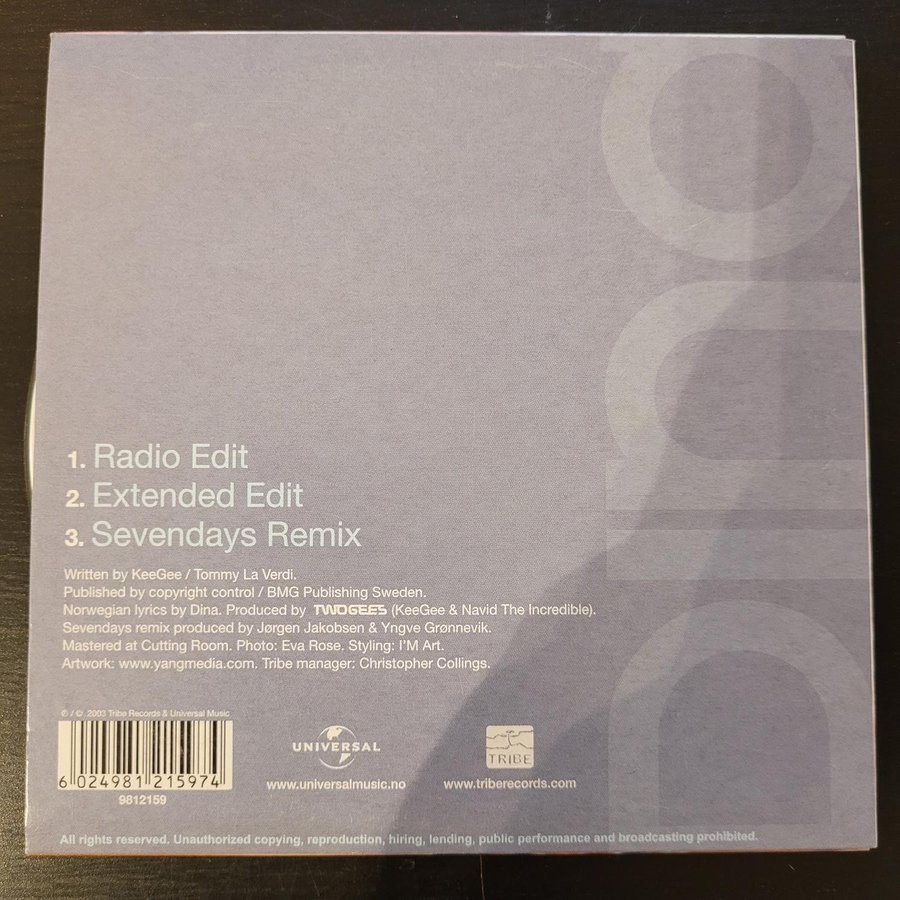 Dina
1. Radio Edit
2. Extended Edit
3. Sevendays Remix
Written by KeeGee / Tommy La Verdi.
Published by copyright control / BMG Publishing Sweden.
Norwegian lyrics by Dina. Produced by TWOGEES (KeeGee & Navid The Incredible).
Sevendays remix produced by Jørgen Jakobsen & Yngve Grønnevik.
Mastered at Cutting Room. Photo: Eva Rose. Styling: I'M Art.
Artwork: www.yangmedia.com. Tribe manager: Christopher Collings.
℗ / © 2003 Tribe Records & Universal Music
6 024981 215974
9812159
UNIVERSAL
www.universalmusic.no
TRIBE
www.triberecords.com
All rights reserved. Unauthorized copying, reproduction, hiring, lending, public performance and broadcasting prohibited.